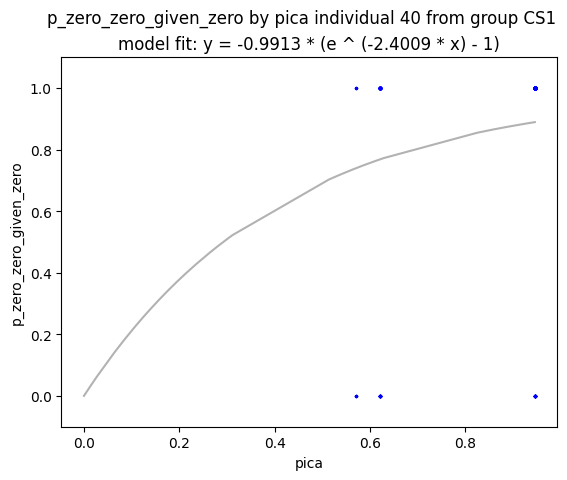 p_zero_zero_given_zero by pica individual 40 from group CS1
model fit: y = -0.9913 * (e ^ (-2.4009 * x) - 1)
1.0
0.8
0.6
0.4
0.2
0.0
p_zero_zero_given_zero
0.0 0.2 0.4 0.6 0.8
pica